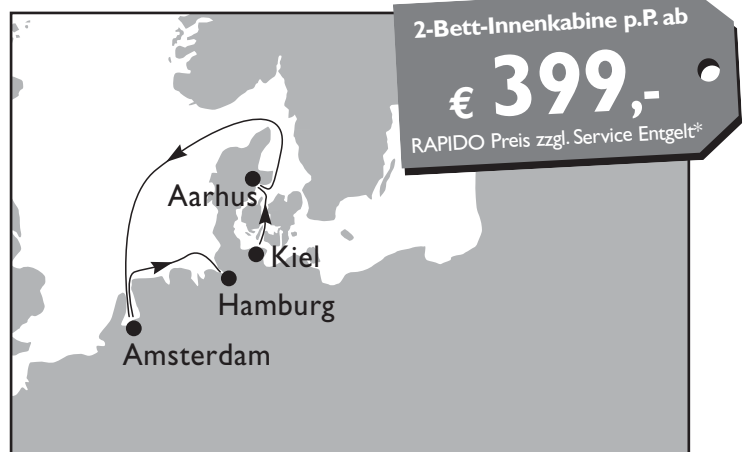 2-Bett-Innenkabine p.P. ab
€ 399,-
RAPIDO Preis zzgl. Service Entgelt*
Aarhus
Kiel
Hamburg
Amsterdam